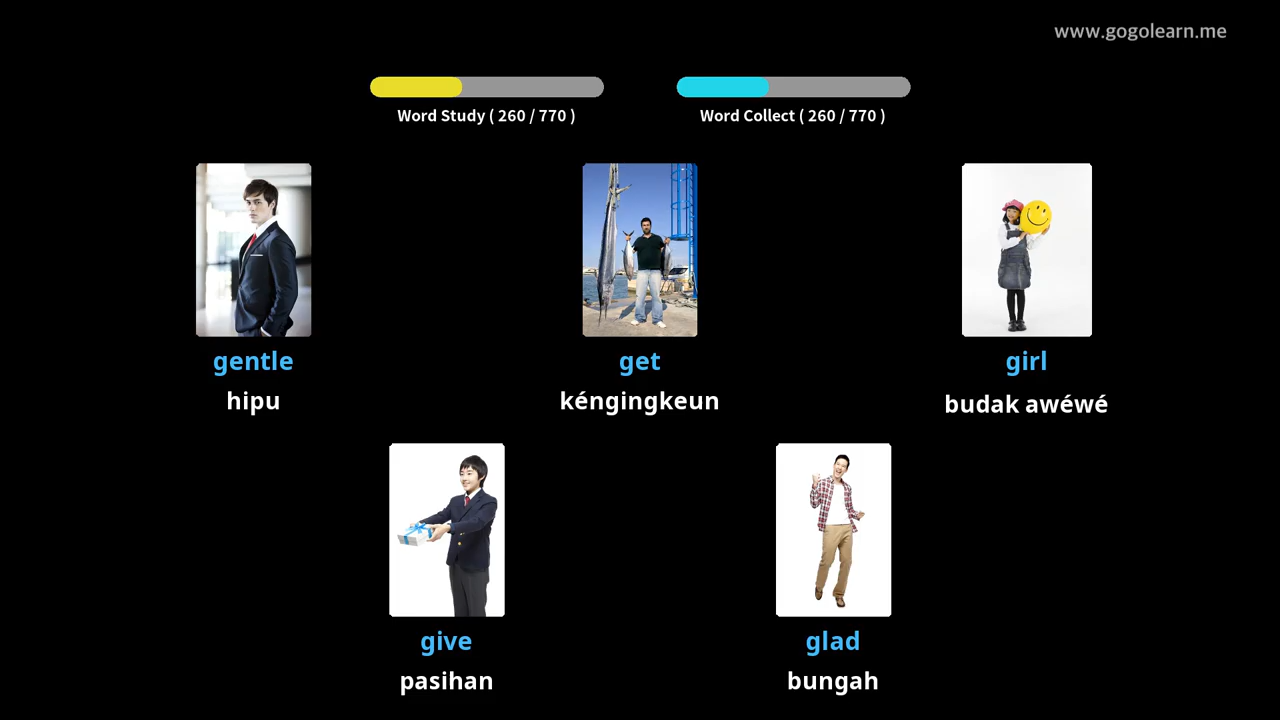 www.gogolearn.me
Word Study ( 260 / 770 )
Word Collect ( 260 / 770 )
gentle
hipu
get
kéngingkeun
girl
budak awéwé
give
pasihan
glad
bungah